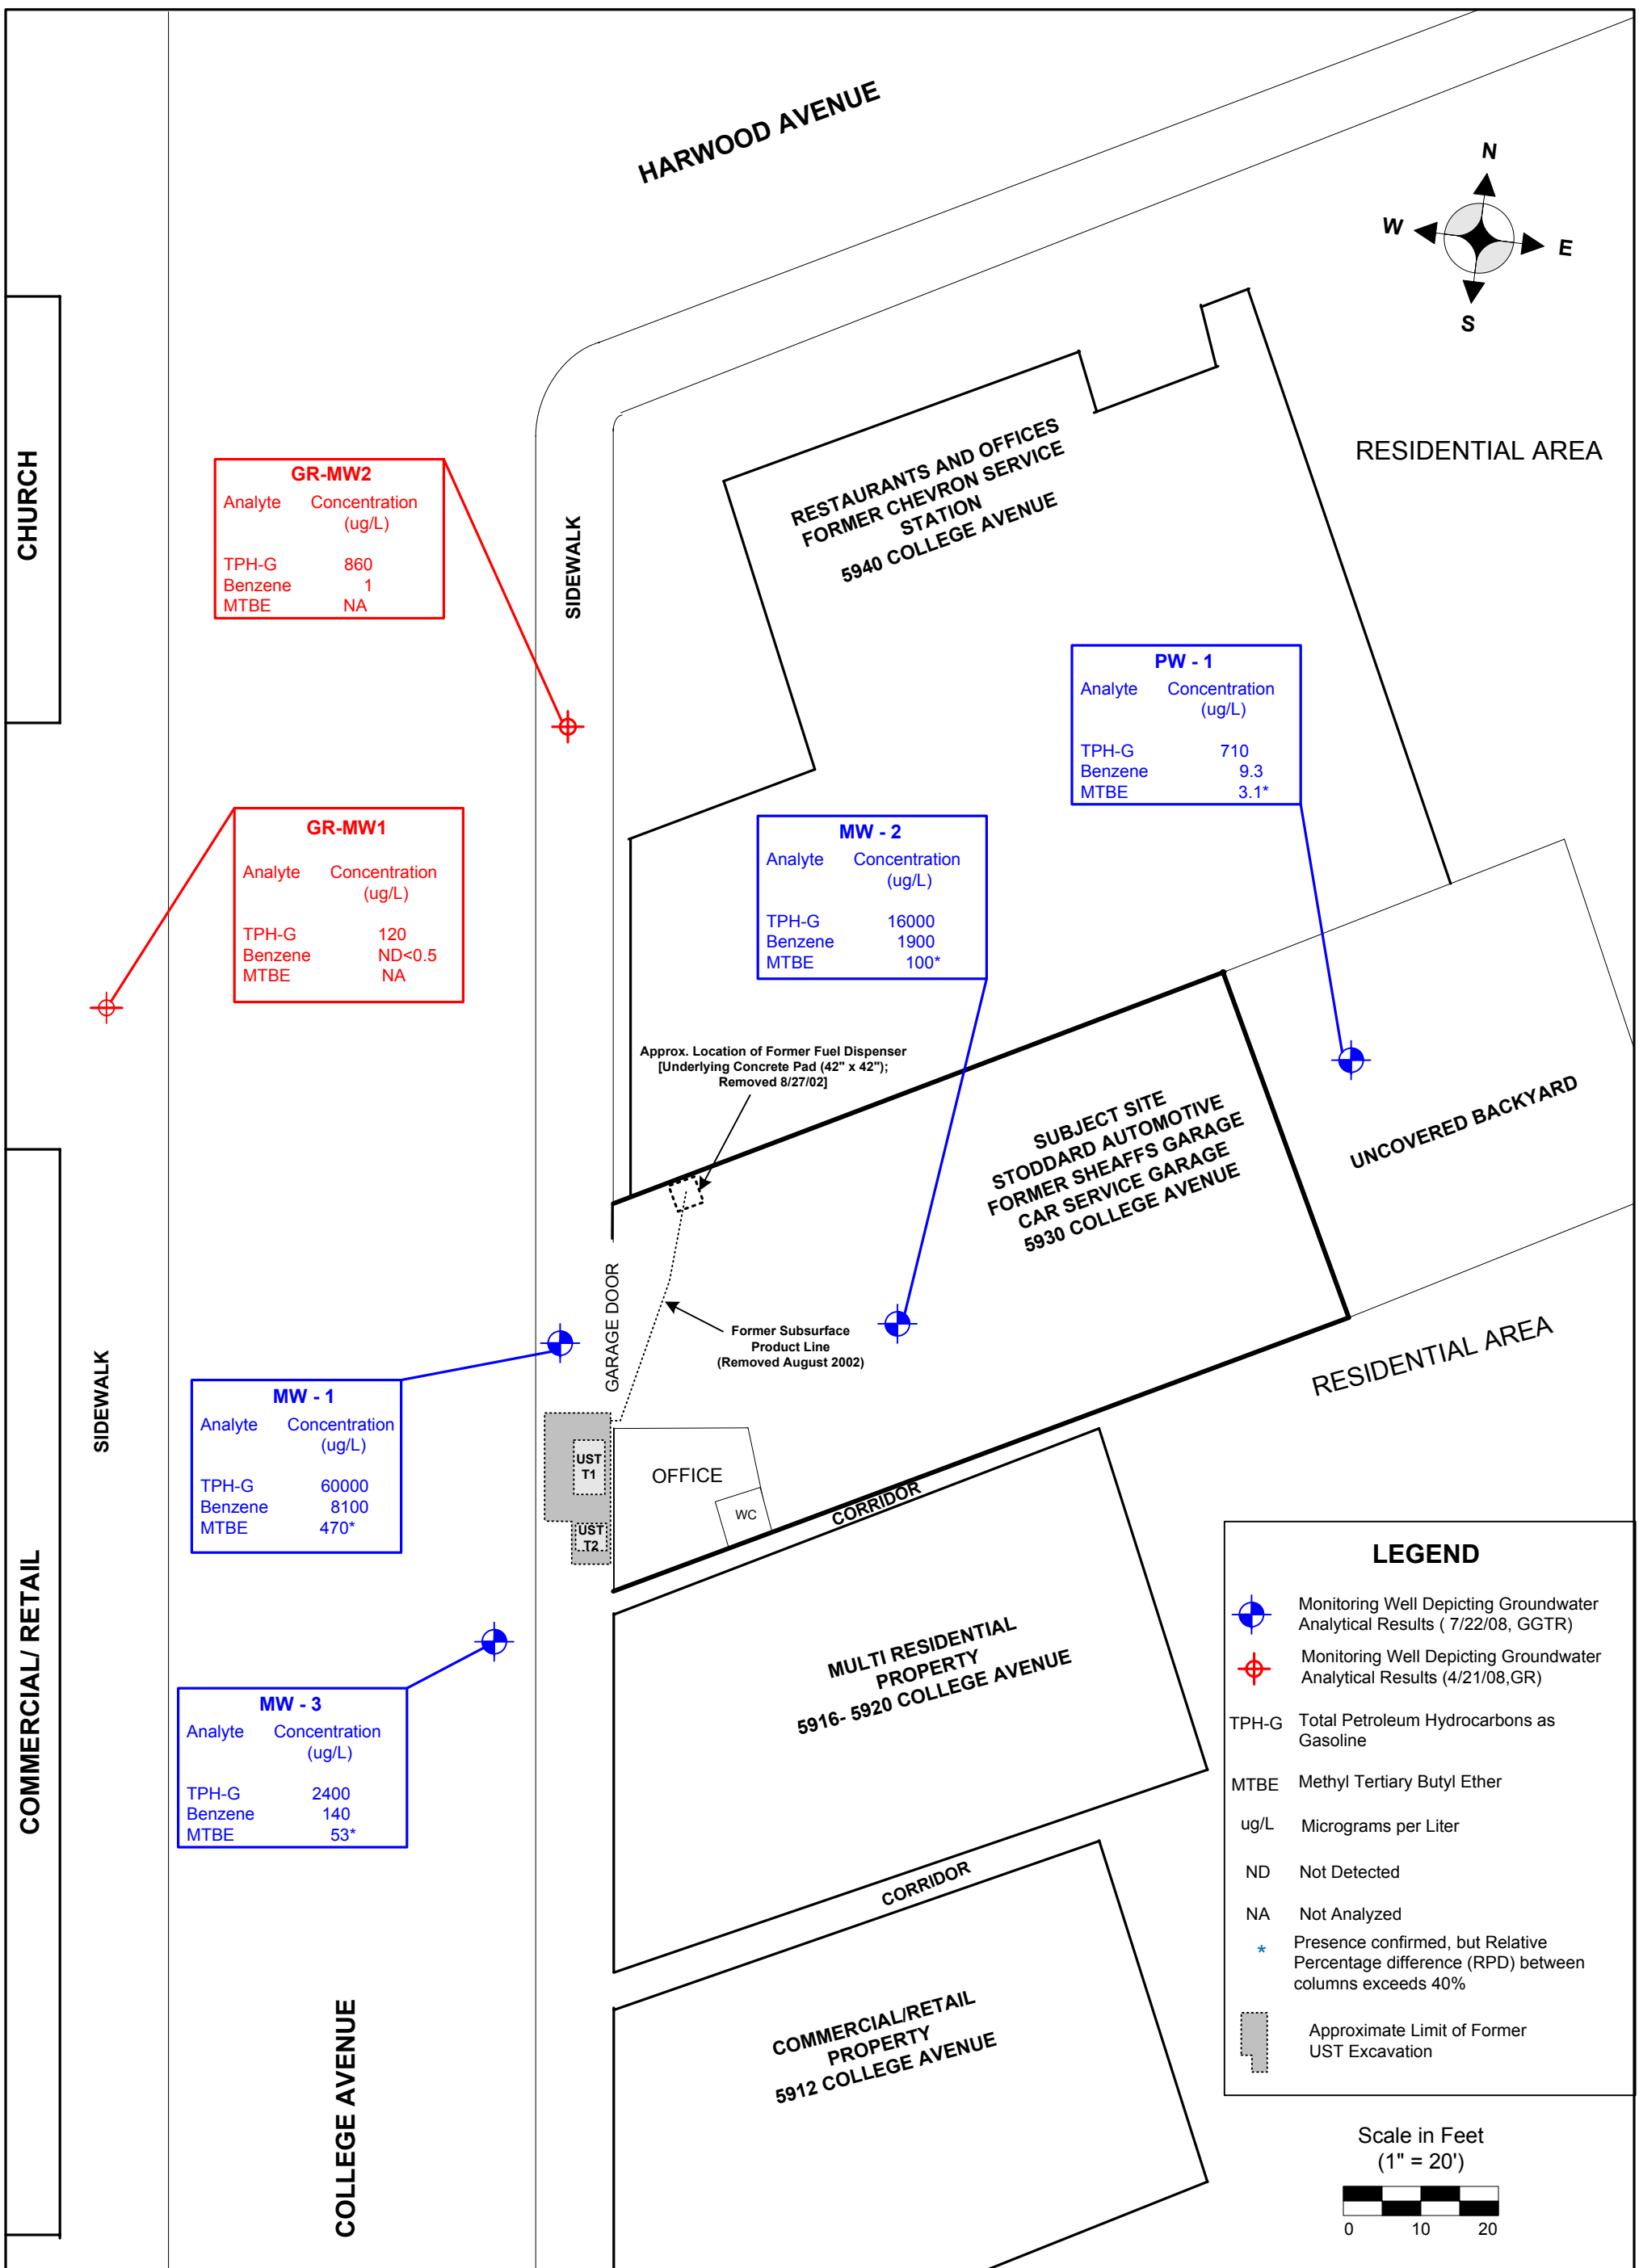 HARWOOD AVENUE
N
W
E
S
CHURCH
RESIDENTIAL AREA
RESTAURANTS AND OFFICES
FORMER CHEVRON SERVICE
STATION
5940 COLLEGE AVENUE
SIDEWALK
GR-MW2
Analyte Concentration
(ug/L)
TPH-G 860
Benzene 1
MTBE NA
PW - 1
Analyte Concentration
(ug/L)
TPH-G 710
Benzene 9.3
MTBE 3.1*
GR-MW1
Analyte Concentration
(ug/L)
TPH-G 120
Benzene ND<0.5
MTBE NA
MW - 2
Analyte Concentration
(ug/L)
TPH-G 16000
Benzene 1900
MTBE 100*
Approx. Location of Former Fuel Dispenser
[Underlying Concrete Pad (42" x 42");
Removed 8/27/02]
SUBJECT SITE
STODDARD AUTOMOTIVE
FORMER SHEAFFS GARAGE
CAR SERVICE GARAGE
5930 COLLEGE AVENUE
UNCOVERED BACKYARD
GARAGE DOOR
Former Subsurface
Product Line
(Removed August 2002)
RESIDENTIAL AREA
SIDEWALK
MW - 1
Analyte Concentration
(ug/L)
TPH-G 60000
Benzene 8100
MTBE 470*
UST
T1
UST
T2
OFFICE
WC
CORRIDOR
COMMERCIAL/ RETAIL
MW - 3
Analyte Concentration
(ug/L)
TPH-G 2400
Benzene 140
MTBE 53*
MULTI RESIDENTIAL
PROPERTY
5916- 5920 COLLEGE AVENUE
CORRIDOR
COMMERCIAL/RETAIL
PROPERTY
5912 COLLEGE AVENUE
COLLEGE AVENUE
LEGEND
Monitoring Well Depicting Groundwater
Analytical Results ( 7/22/08, GGTR)
Monitoring Well Depicting Groundwater
Analytical Results (4/21/08,GR)
TPH-G Total Petroleum Hydrocarbons as
Gasoline
MTBE Methyl Tertiary Butyl Ether
ug/L Micrograms per Liter
ND Not Detected
NA Not Analyzed
* Presence confirmed, but Relative
Percentage difference (RPD) between
columns exceeds 40%
Approximate Limit of Former
UST Excavation
Scale in Feet
(1" = 20')
0 10 20